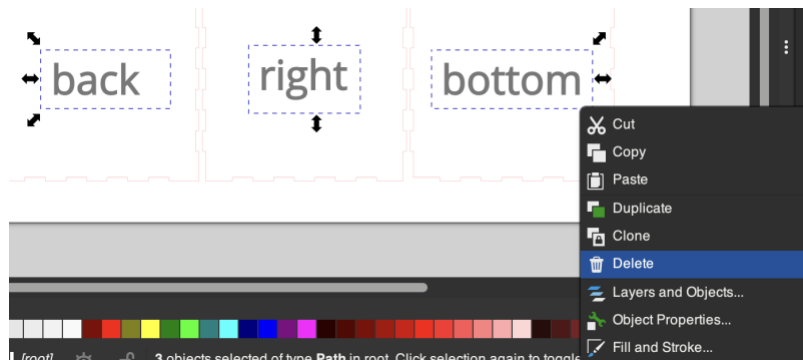 back right bottom
Cut
Copy
Paste
Duplicate
Clone
Delete
Layers and Objects...
Object Properties...
Fill and Stroke...
[root] 3 objects selected of type Path in root. Click selection again to toggle